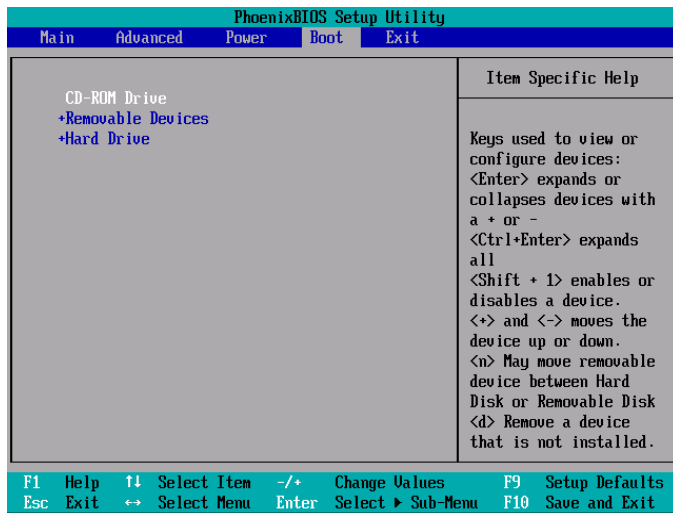 PhoenixBIOS Setup Utility
Main Advanced Power Boot Exit
CD-ROM Drive
+Removable Devices
+Hard Drive
Item Specific Help
Keys used to view or
configure devices:
<Enter> expands or
collapses devices with
a + or -
<Ctrl+Enter> expands
all
<Shift + 1> enables or
disables a device.
<+> and <-> moves the
device up or down.
<n> May move removable
device between Hard
Disk or Removable Disk
<d> Remove a device
that is not installed.
F1 Help ↑↓ Select Item -/+ Change Values F9 Setup Defaults
Esc Exit ↔ Select Menu Enter Select ▶ Sub-Menu F10 Save and Exit